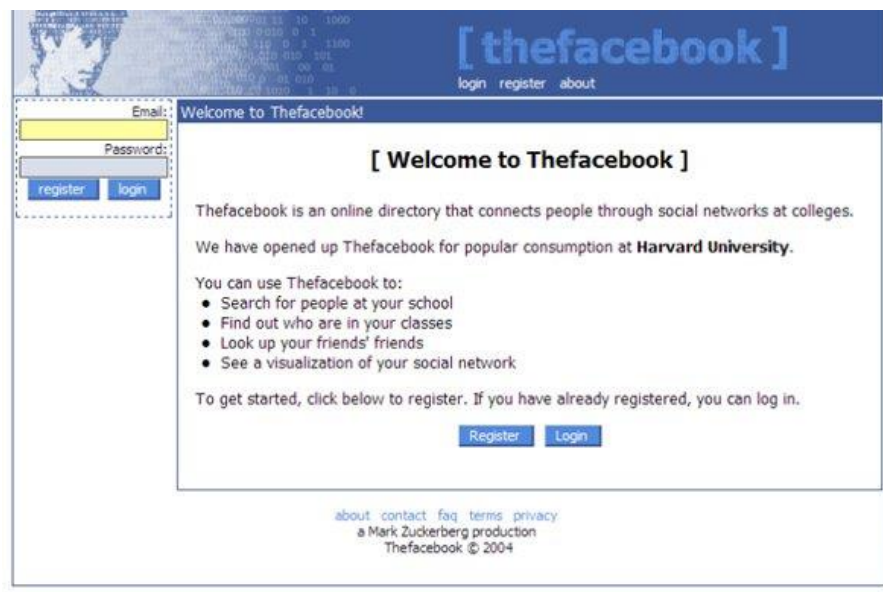 [ thefacebook ]
login register about
Email:
Password:
register login
Welcome to Thefacebook!
[ Welcome to Thefacebook ]
Thefacebook is an online directory that connects people through social networks at colleges.
We have opened up Thefacebook for popular consumption at Harvard University.
You can use Thefacebook to:
● Search for people at your school
● Find out who are in your classes
● Look up your friends' friends
● See a visualization of your social network
To get started, click below to register. If you have already registered, you can log in.
Register Login
about contact faq terms privacy
a Mark Zuckerberg production
Thefacebook © 2004